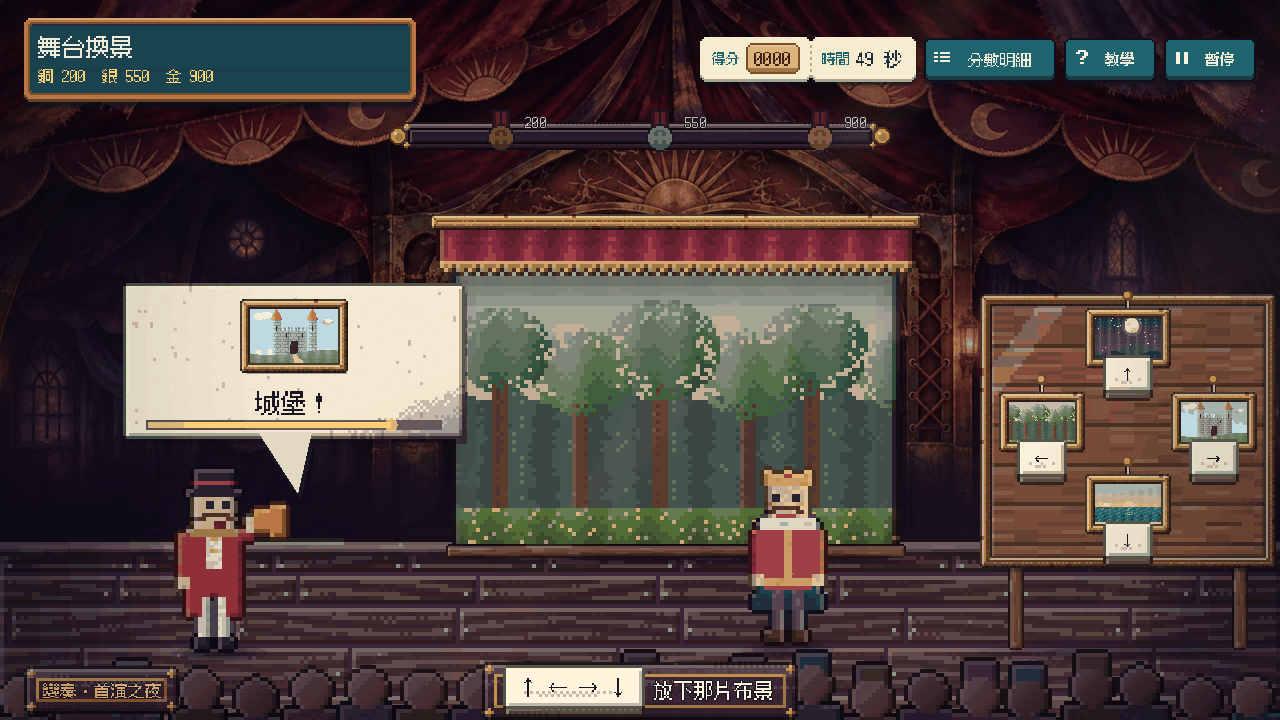 舞台換景
銅 200 銀 550 金 900
得分 0000 時間 49 秒
分數明細
? 教學
暫停
200 550 900
城堡！
↑
←
→
↓
變奏·首演之夜
↑ ← → ↓ 放下那片布景